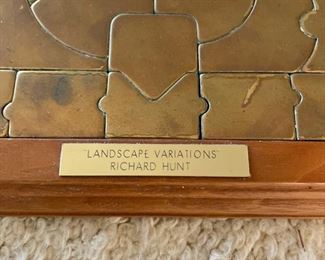 "LANDSCAPE VARIATIONS"
RICHARD HUNT